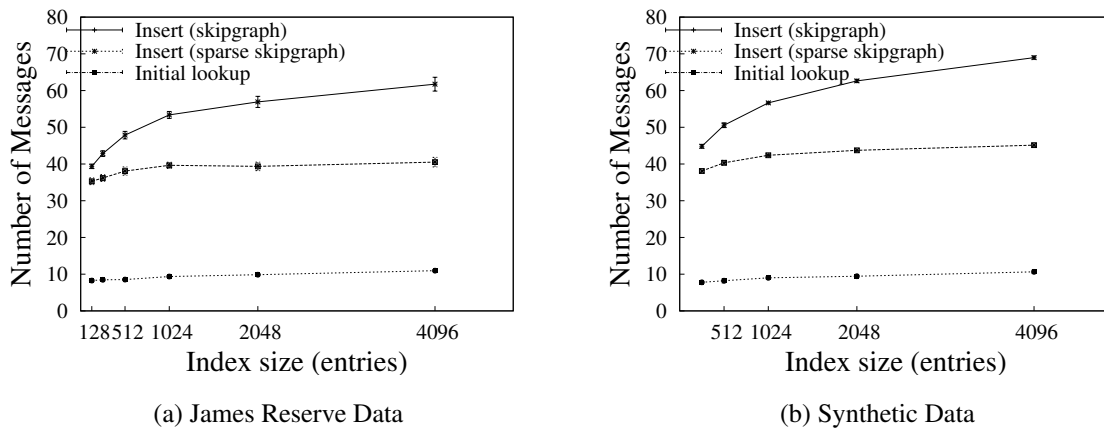 80
70
60
50
40
30
20
10
0
Number of Messages
Insert (skipgraph)
Insert (sparse skipgraph)
Initial lookup
128 512 1024 2048 4096
Index size (entries)
(a) James Reserve Data
80
70
60
50
40
30
20
10
0
Number of Messages
Insert (skipgraph)
Insert (sparse skipgraph)
Initial lookup
512 1024 2048 4096
Index size (entries)
(b) Synthetic Data